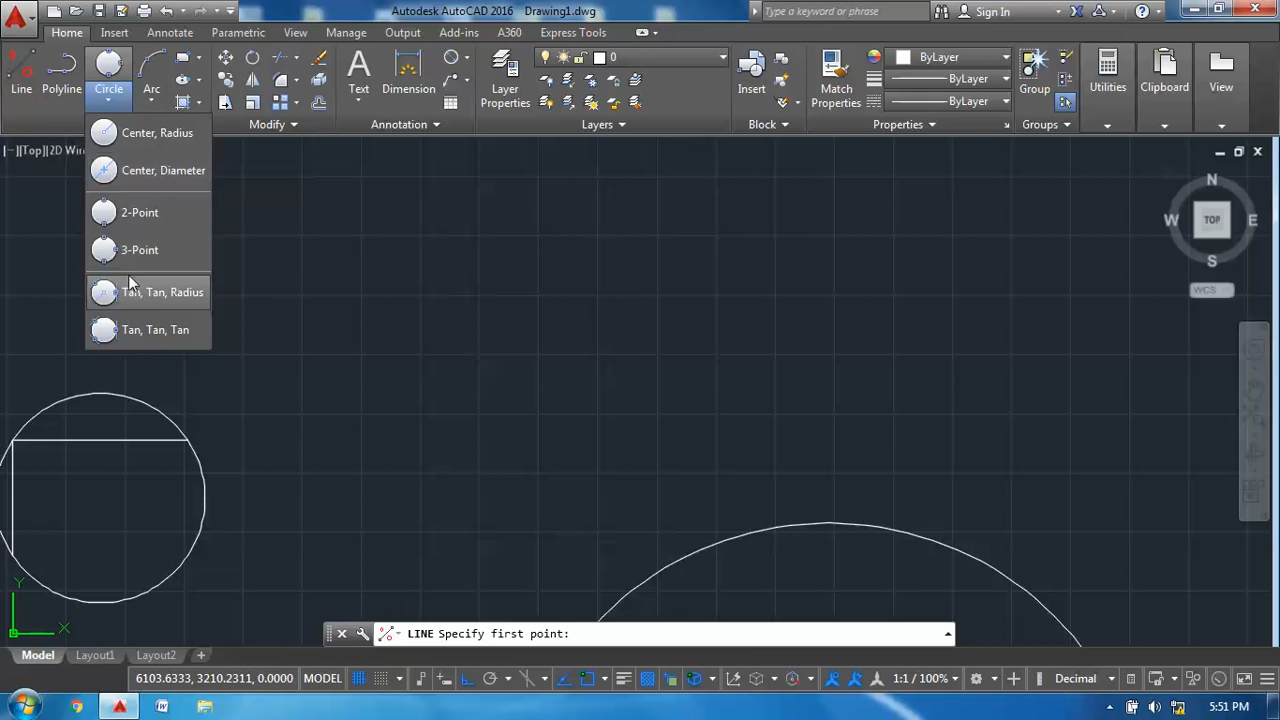 Autodesk AutoCAD 2016 Drawing1.dwg
Type a keyword or phrase
Sign In
Home Insert Annotate Parametric View Manage Output Add-ins A360 Express Tools
Line Polyline Circle Arc
Text Dimension
Layer Properties
0
Insert
Match Properties
ByLayer
ByLayer
ByLayer
Group
Utilities Clipboard View
Modify Annotation Layers Block Properties Groups
Center, Radius
Center, Diameter
2-Point
3-Point
Tan, Tan, Radius
Tan, Tan, Tan
[−][Top][2D Wir
N
W TOP E
S
WCS
Y
X
LINE Specify first point:
Model Layout1 Layout2 +
6103.6333, 3210.2311, 0.0000 MODEL 1:1 / 100% Decimal
5:51 PM